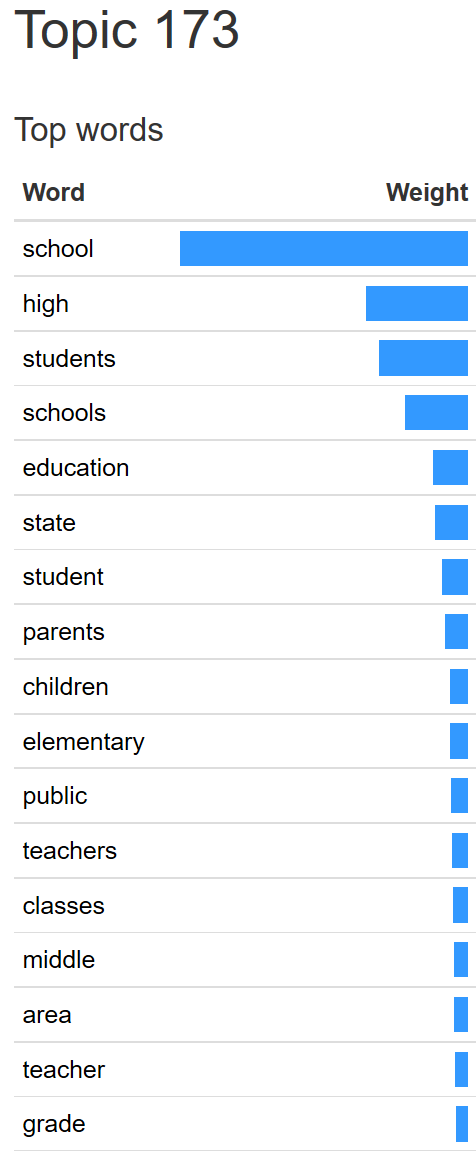 Topic 173
Top words
Word Weight
school
high
students
schools
education
state
student
parents
children
elementary
public
teachers
classes
middle
area
teacher
grade